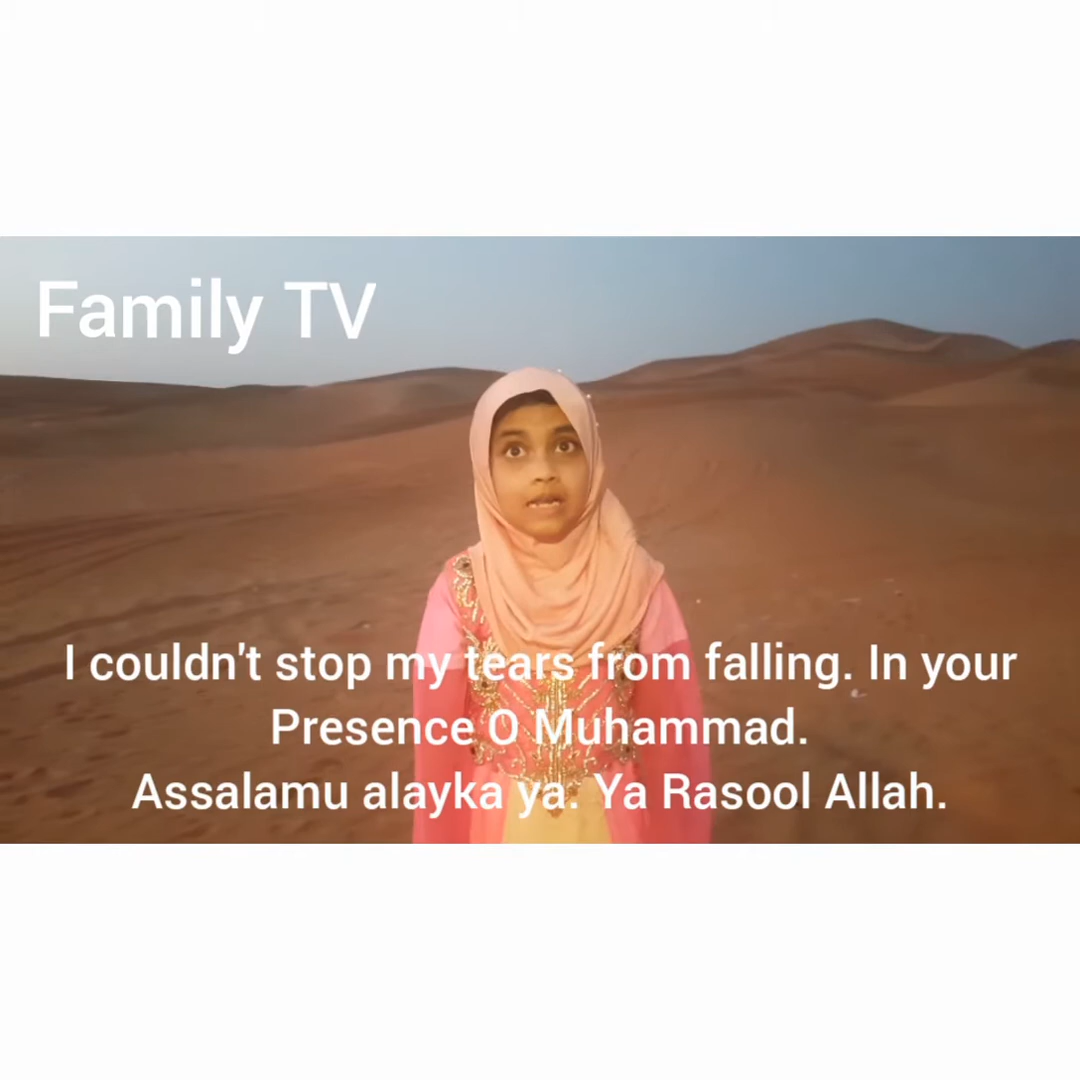 Family TV
I couldn't stop my tears from falling. In your
Presence O Muhammad.
Assalamu alayka ya. Ya Rasool Allah.